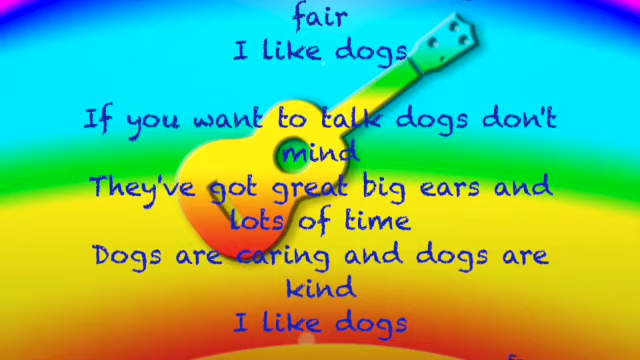 fair
I like dogs
If you want to talk dogs don't
mind
They've got great big ears and
lots of time
Dogs are caring and dogs are
kind
I like dogs